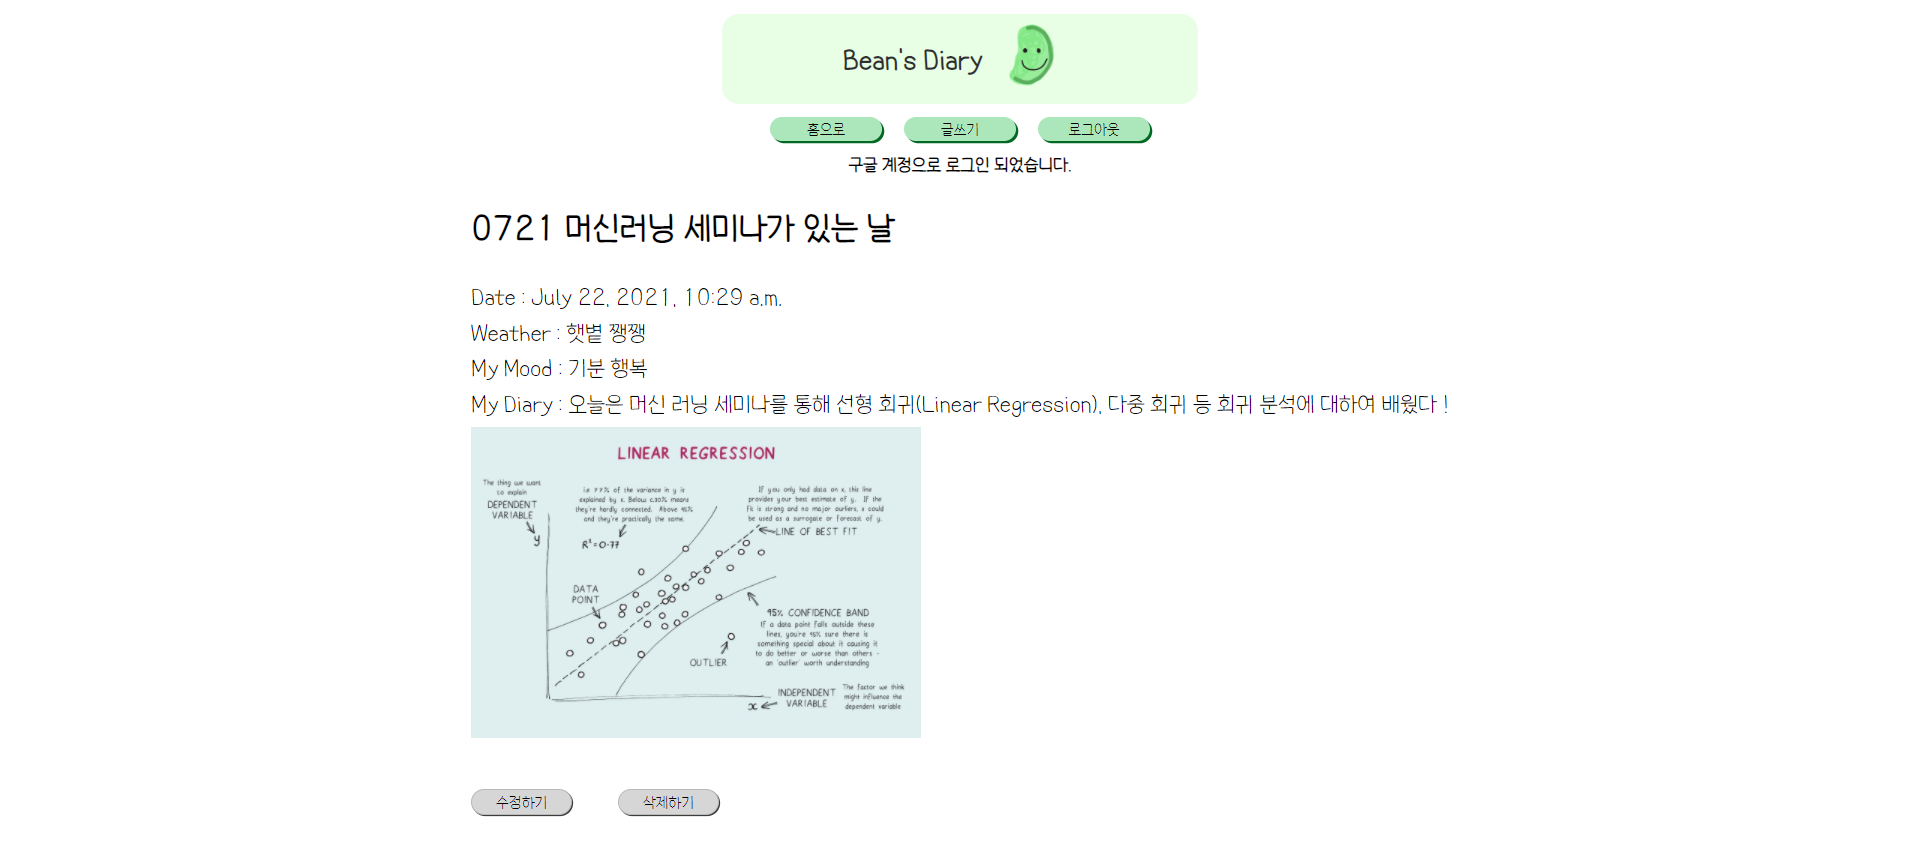 Bean's Diary
홈으로 글쓰기 로그아웃
구글 계정으로 로그인 되었습니다.
0721 머신러닝 세미나가 있는 날
Date : July 22, 2021, 10:29 a.m.
Weather : 햇볕 쨍쨍
My Mood : 기분 행복
My Diary : 오늘은 머신 러닝 세미나를 통해 선형 회귀(Linear Regression), 다중 회귀 등 회귀 분석에 대하여 배웠다 !
LINEAR REGRESSION
The thing we want
to explain
DEPENDENT
VARIABLE
y
i.e 77% of the variance in y is
explained by x. Below c.30% means
they're hardly connected. Above 95%
and they're practically the same.
R²=0.77
If you only had data on x, this line
provides your best estimate of y. If the
fit is strong and no major outliers, x could
be used as a surrogate or forecast of y.
LINE OF BEST FIT
DATA
POINT
95% CONFIDENCE BAND
If a data point falls outside these
lines, you're 95% sure there is
something special about it causing it
to do better or worse than others -
an 'outlier' worth understanding
OUTLIER
INDEPENDENT
VARIABLE
x
The factor we think
might influence the
dependent variable
수정하기 삭제하기